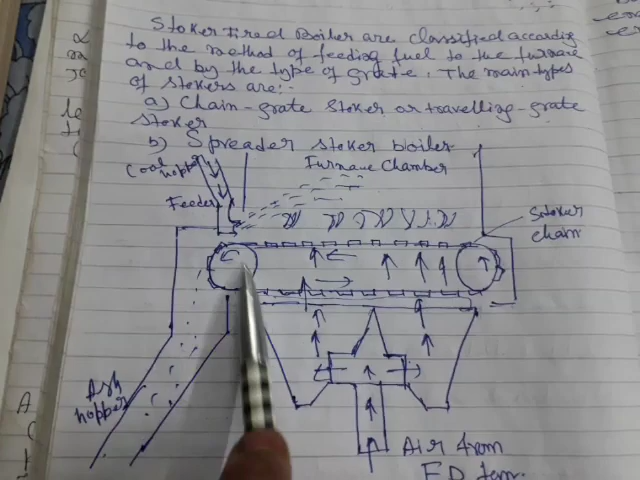 Stoker fired Boiler are classified according
to the method of feeding fuel to the furnace
and by the type of grate. The main types
of stokers are:-
a) Chain-grate stoker or travelling-grate
stoker
b) Spreader stoker boiler
Coal hopper
Furnace Chamber
Feeder
Stoker
chain
Ash
hopper
Air from
F.D fan.